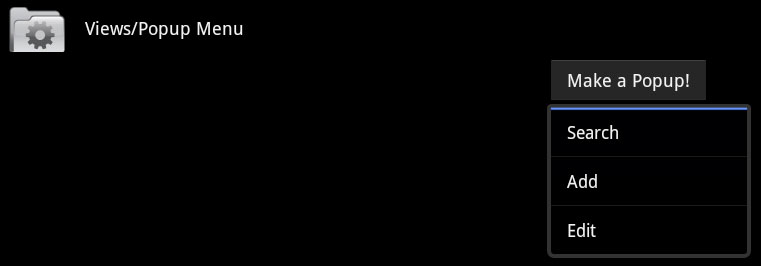 Views/Popup Menu
Make a Popup!
Search
Add
Edit